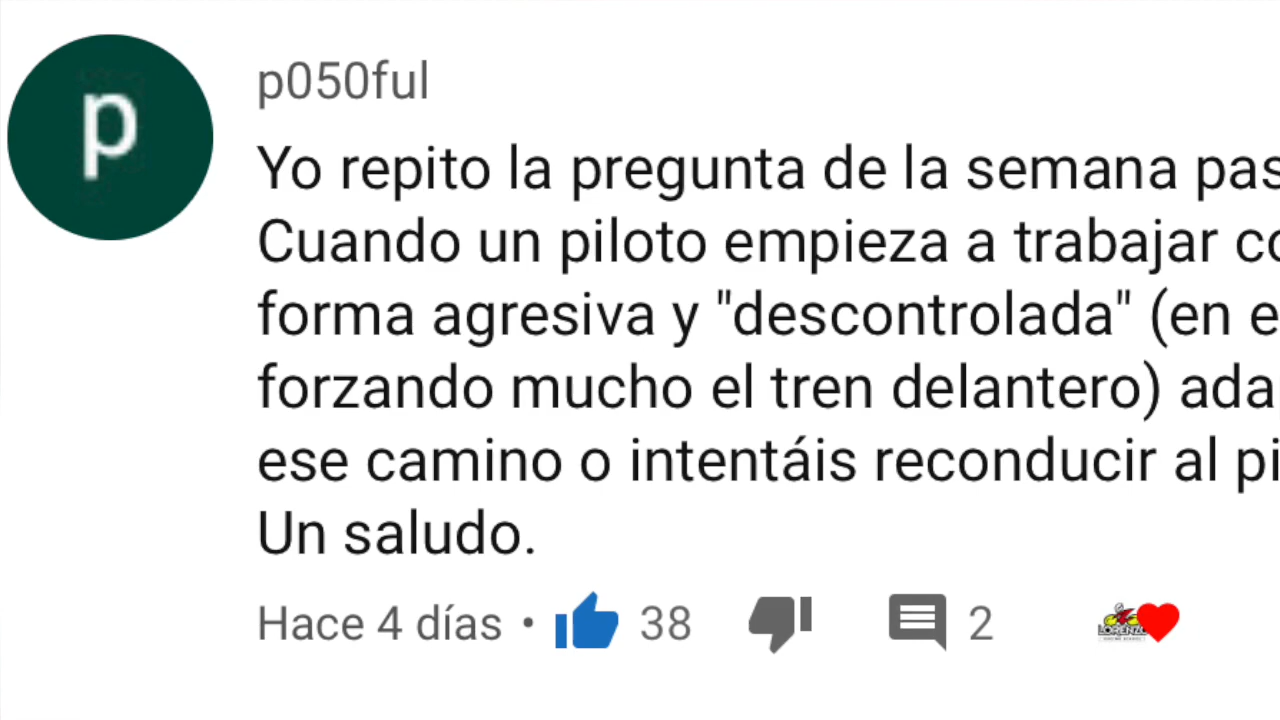 p
p050ful
Yo repito la pregunta de la semana pas
Cuando un piloto empieza a trabajar co
forma agresiva y "descontrolada" (en e
forzando mucho el tren delantero) ada
ese camino o intentáis reconducir al pi
Un saludo.
Hace 4 días • 38 2
LORENZO